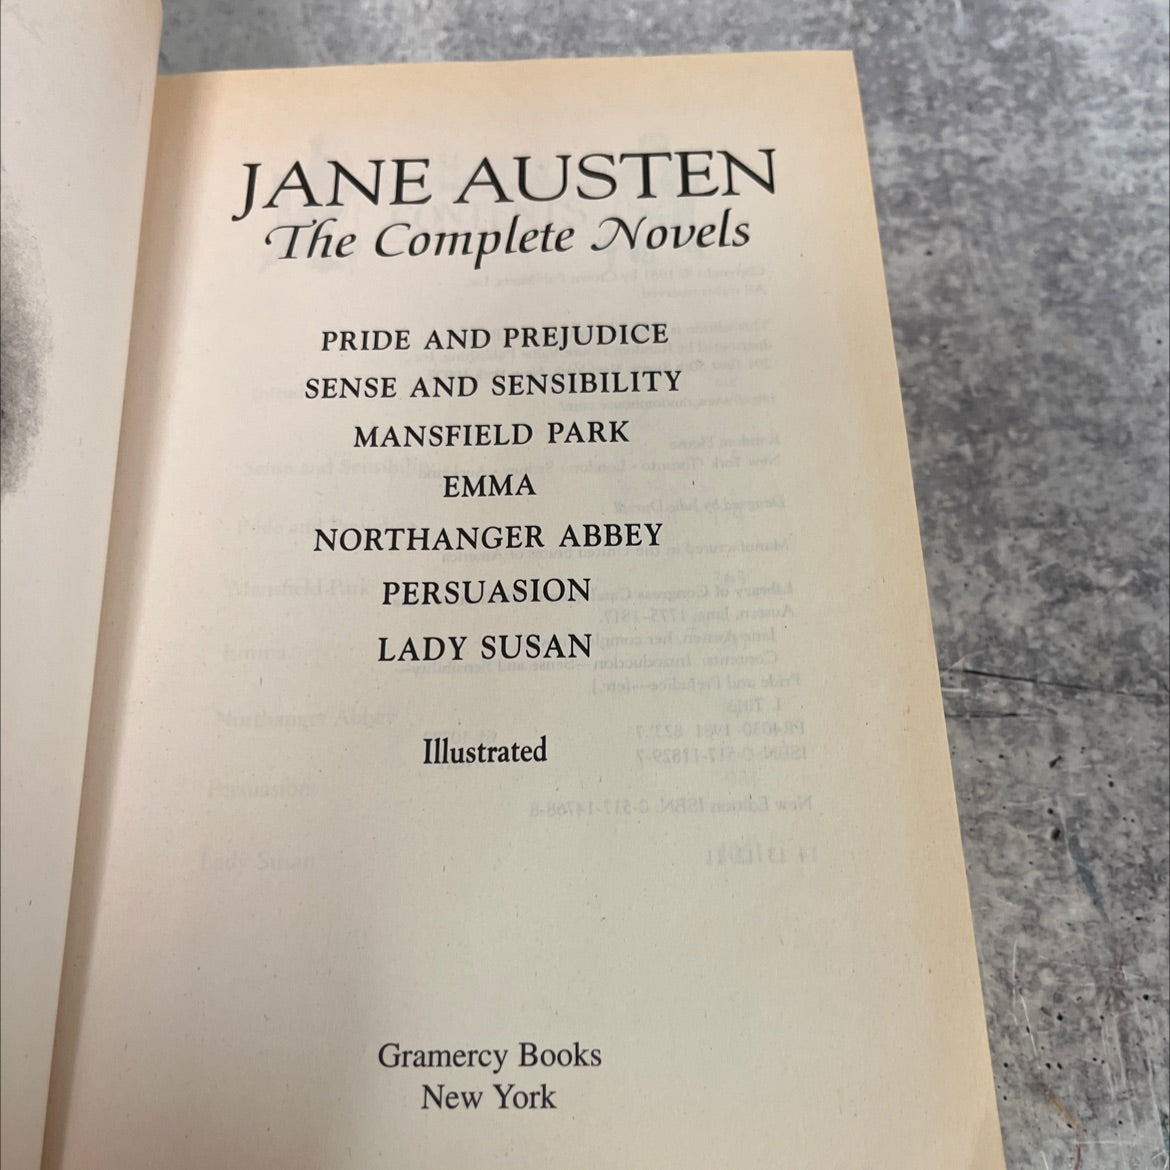 JANE AUSTEN
The Complete Novels
PRIDE AND PREJUDICE
SENSE AND SENSIBILITY
MANSFIELD PARK
EMMA
NORTHANGER ABBEY
PERSUASION
LADY SUSAN
Illustrated
Gramercy Books
New York